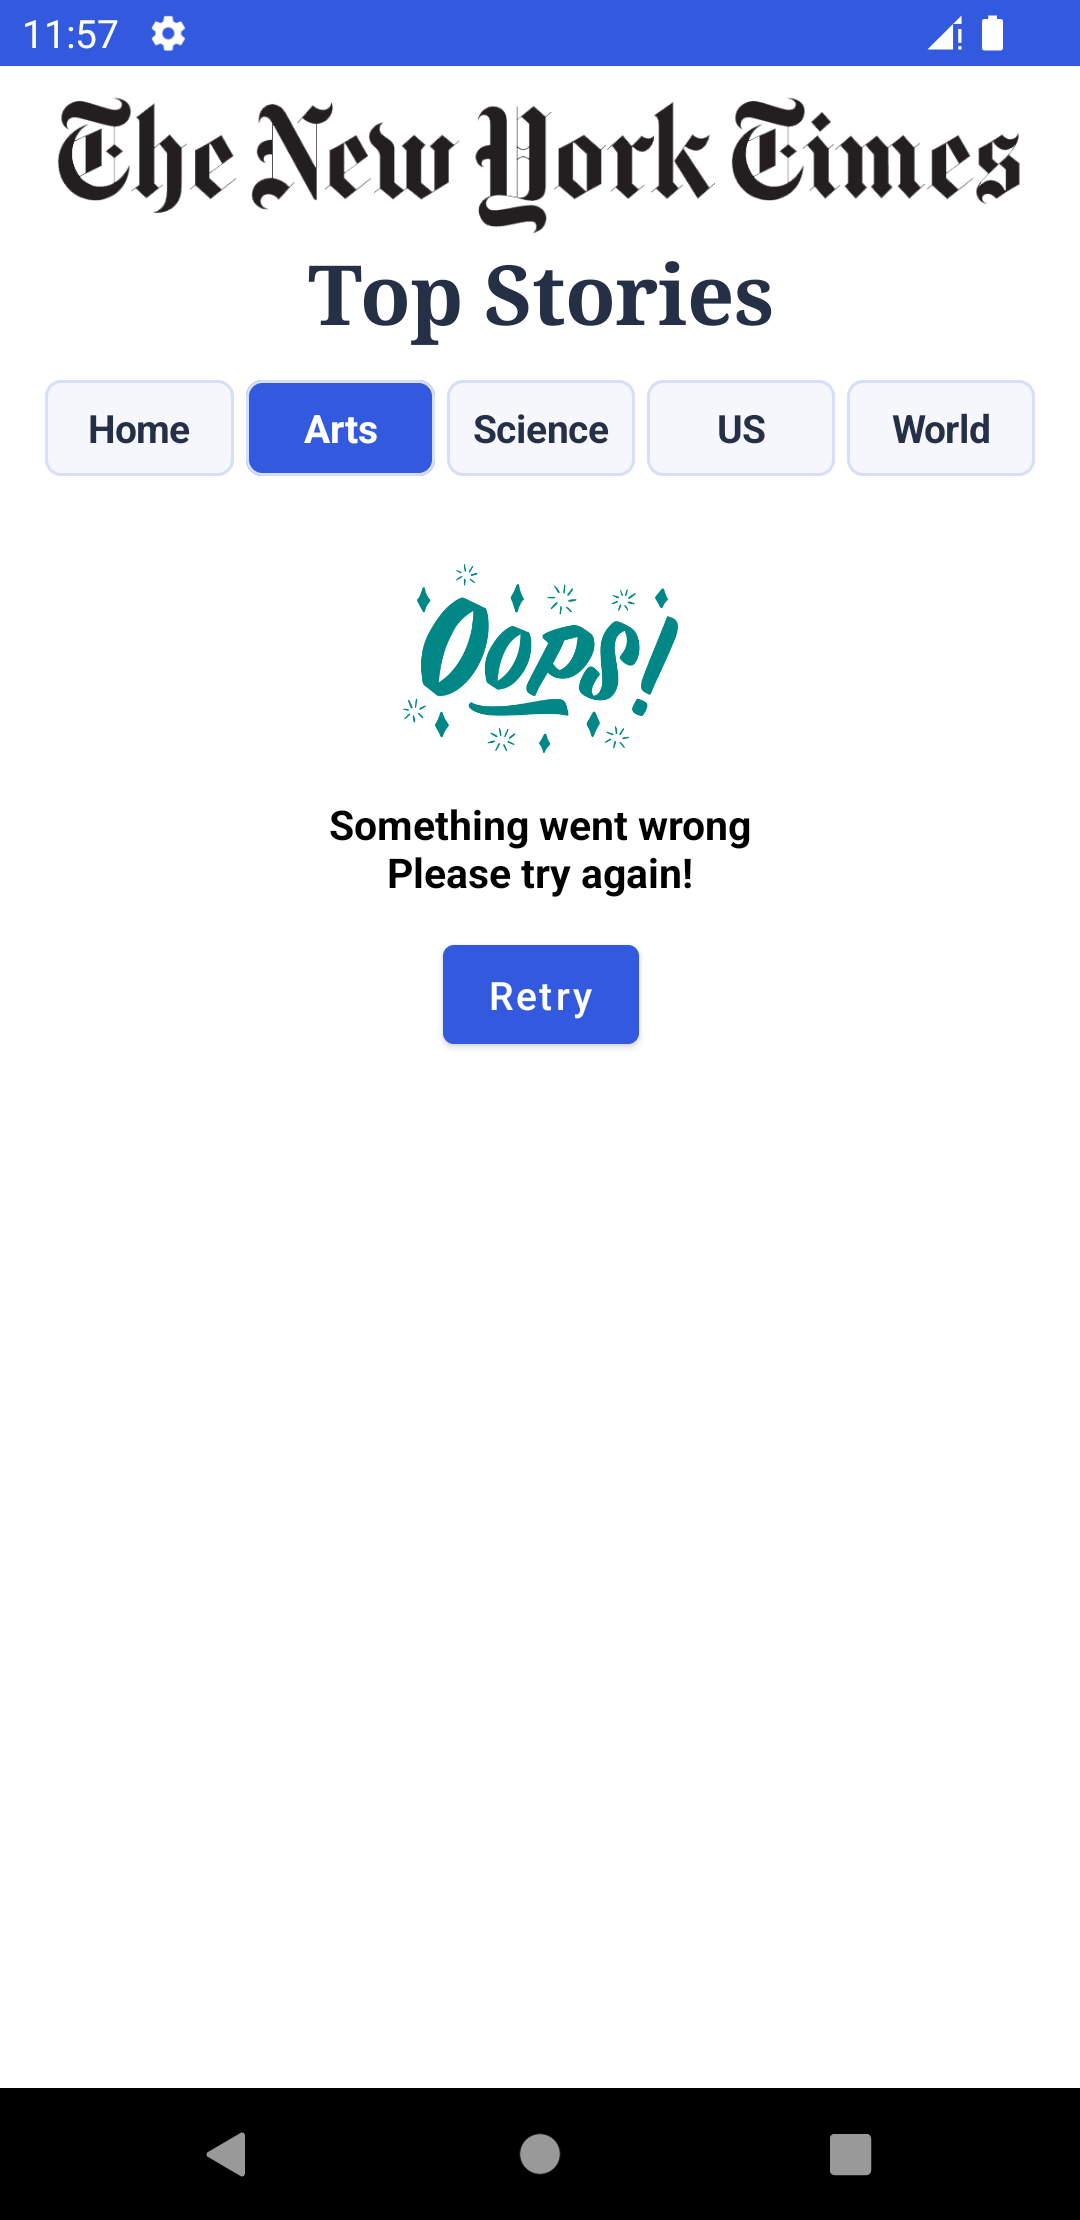 11:57
The New York Times
Top Stories
Home Arts Science US World
Oops!
Something went wrong
Please try again!
Retry